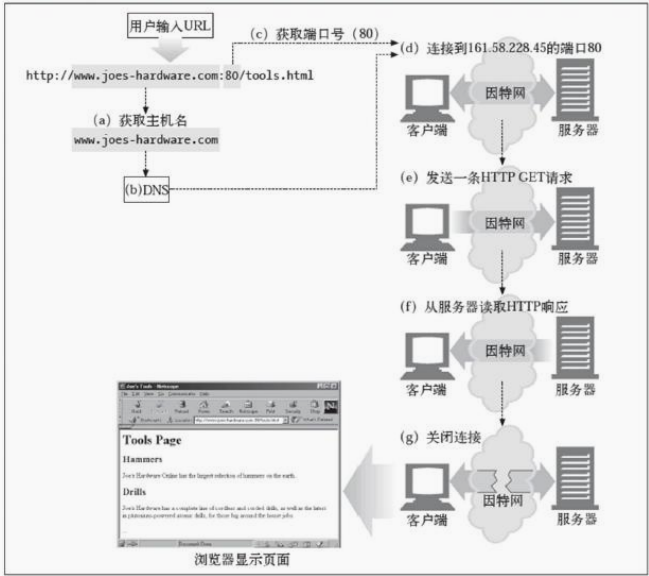 用户输入URL
(c) 获取端口号（80）
(d) 连接到161.58.228.45的端口80
http://www.joes-hardware.com:80/tools.html
(a) 获取主机名
www.joes-hardware.com
(b)DNS
因特网
客户端
服务器
(e) 发送一条HTTP GET请求
因特网
客户端
服务器
(f) 从服务器读取HTTP响应
因特网
客户端
服务器
(g) 关闭连接
因特网
客户端
服务器
Joe's Tools - Netscape
Tools Page
Hammers
Joe's Hardware Online has the largest selection of hammers on the earth.
Drills
Joe's Hardware has a complete line of cordless and corded drills, as well as the latest
in plutonium-powered atomic drills, for those big around the house jobs.
浏览器显示页面